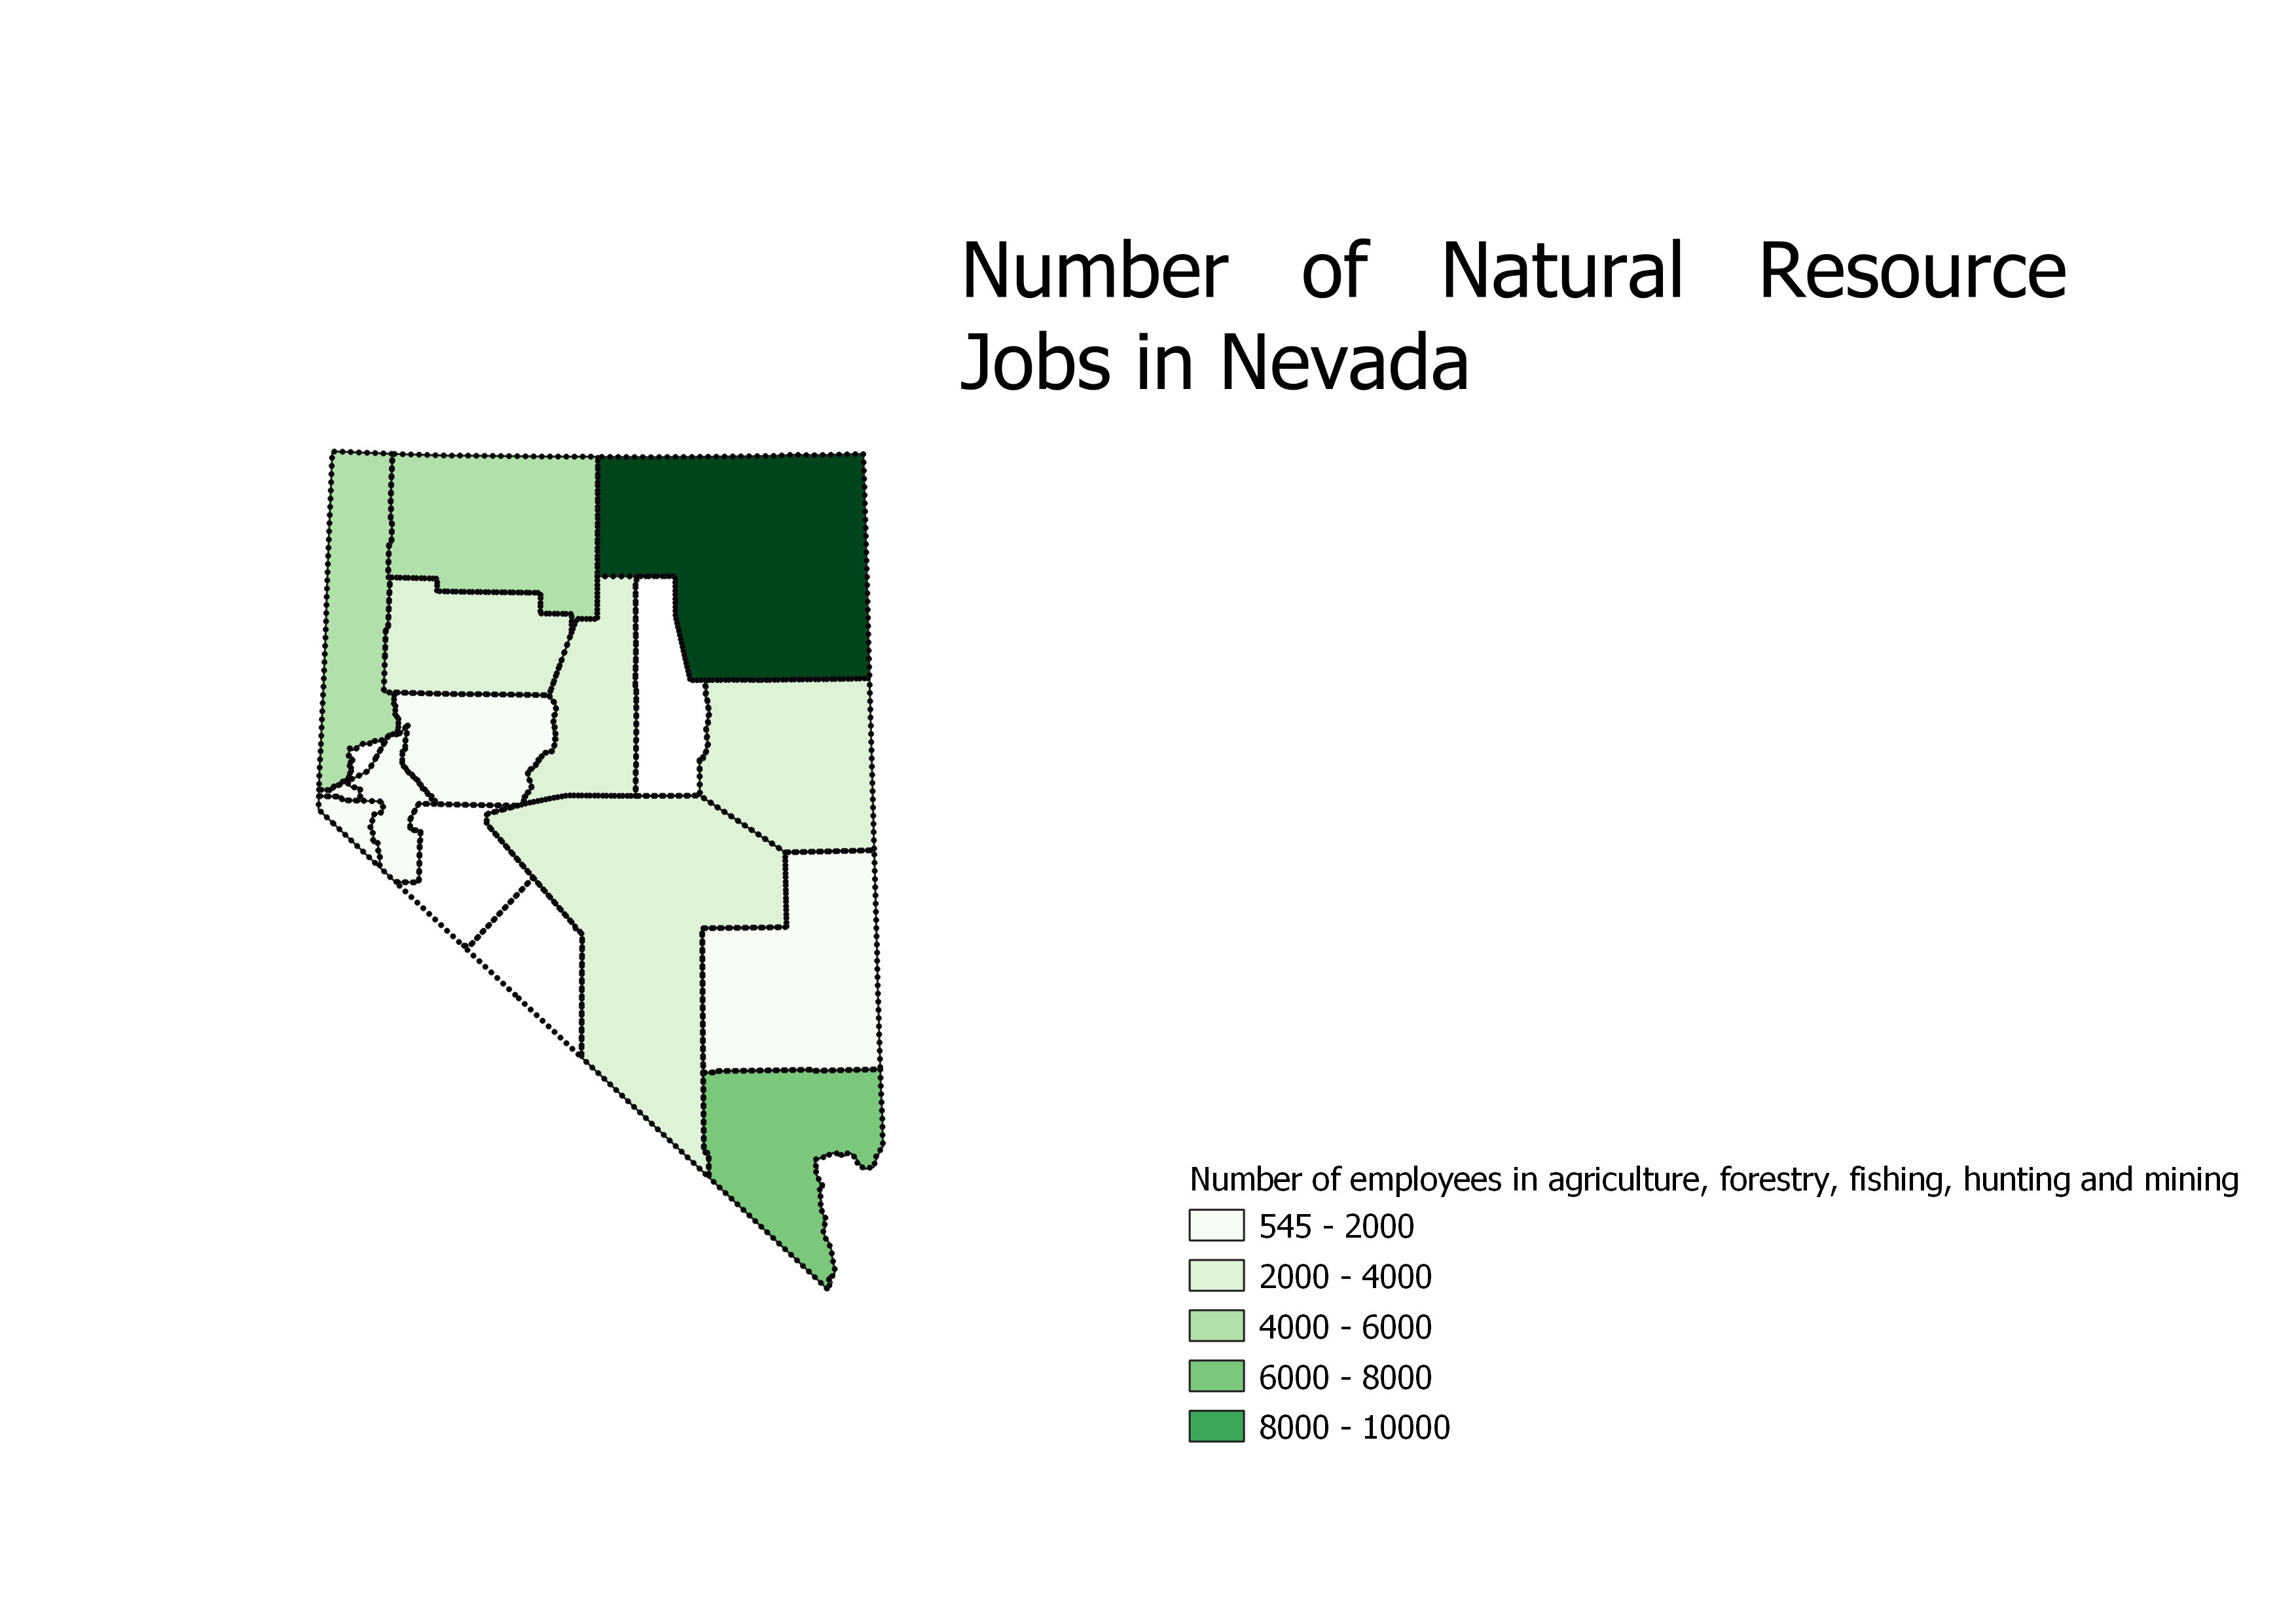 Number of Natural Resource
Jobs in Nevada
Number of employees in agriculture, forestry, fishing, hunting and mining
545 - 2000
2000 - 4000
4000 - 6000
6000 - 8000
8000 - 10000